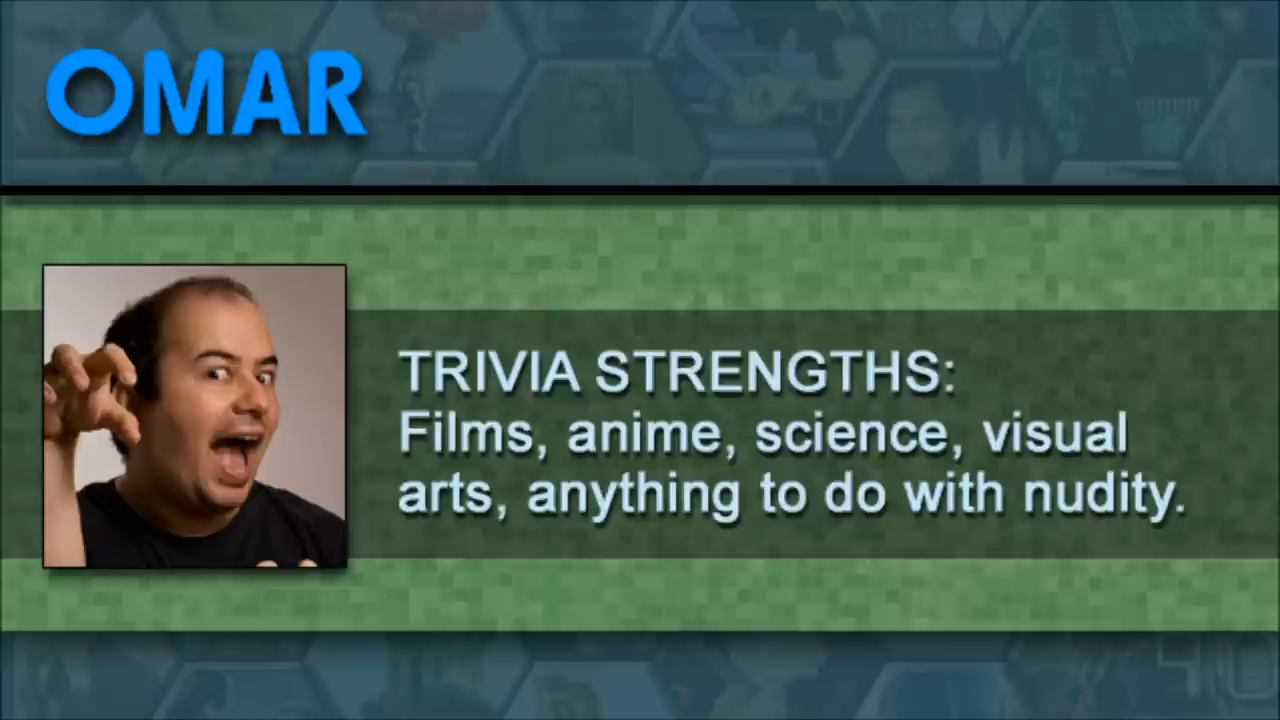 OMAR
TRIVIA STRENGTHS:
Films, anime, science, visual
arts, anything to do with nudity.